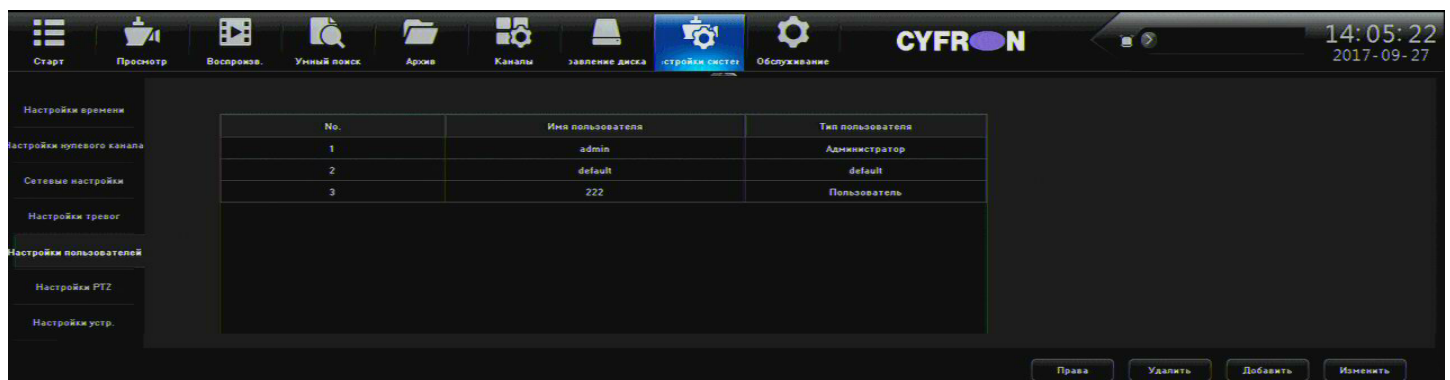 CYFRON
14:05:22
2017-09-27
Старт
Просмотр
Воспроизв.
Умный поиск
Архив
Каналы
завление диска
стройки систе
Обслуживание
Настройки времени
Настройки нулевого канала
Сетевые настройки
Настройки тревог
Настройки пользователей
Настройки PTZ
Настройки устр.
No. Имя пользователя Тип пользователя
1 admin Администратор
2 default default
3 222 Пользователь
Права
Удалить
Добавить
Изменить